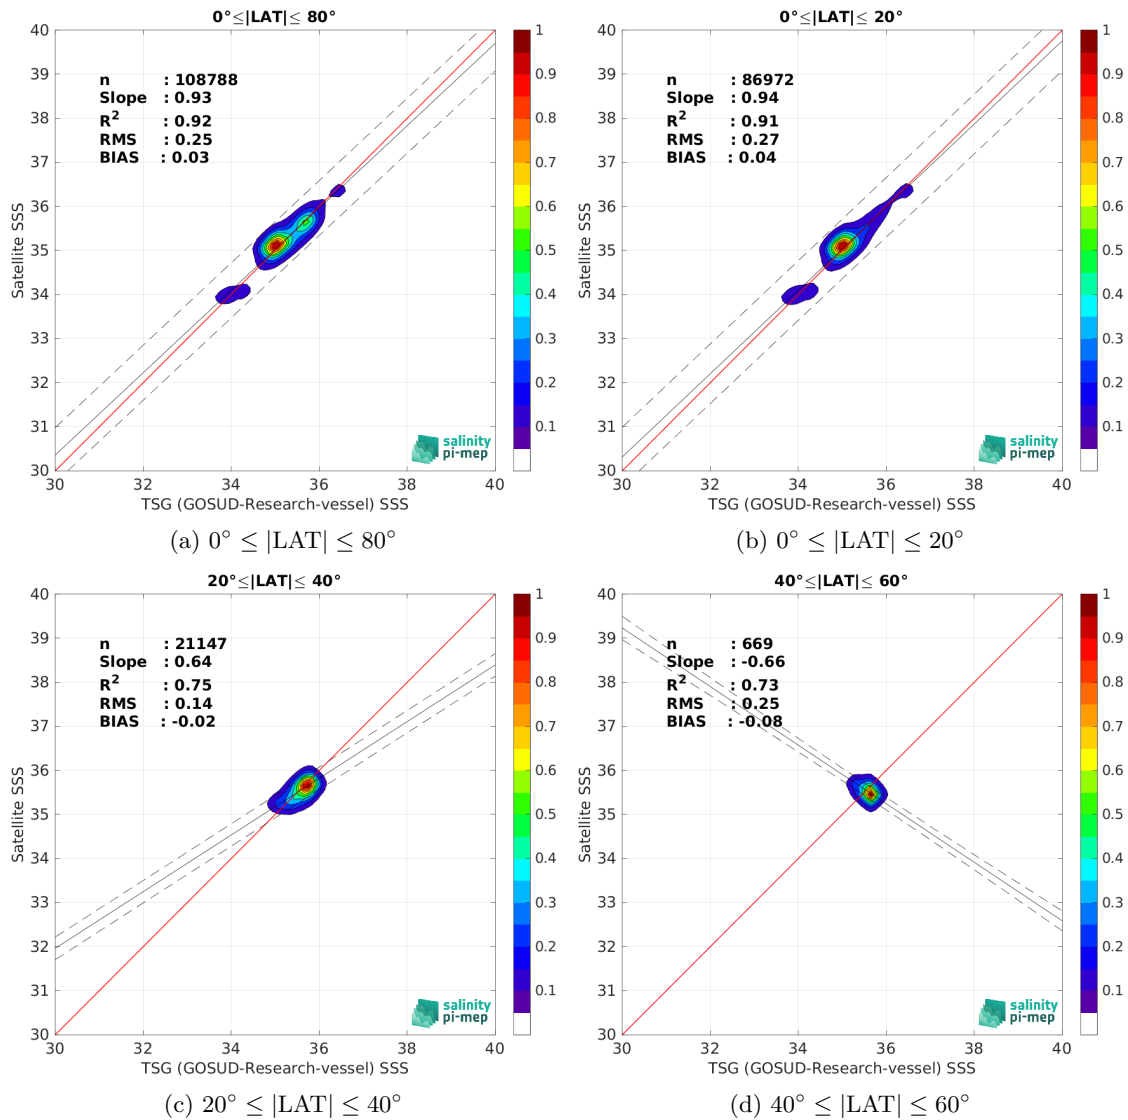 0°≤|LAT|≤ 80°
40
39
38
37
36
35
34
33
32
31
30
Satellite SSS
n : 108788
Slope : 0.93
R2 : 0.92
RMS : 0.25
BIAS : 0.03
salinity
pi-mep
30 32 34 36 38 40
TSG (GOSUD-Research-vessel) SSS
1
0.9
0.8
0.7
0.6
0.5
0.4
0.3
0.2
0.1
(a) 0° ≤ |LAT| ≤ 80°
0°≤|LAT|≤ 20°
40
39
38
37
36
35
34
33
32
31
30
Satellite SSS
n : 86972
Slope : 0.94
R2 : 0.91
RMS : 0.27
BIAS : 0.04
salinity
pi-mep
30 32 34 36 38 40
TSG (GOSUD-Research-vessel) SSS
1
0.9
0.8
0.7
0.6
0.5
0.4
0.3
0.2
0.1
(b) 0° ≤ |LAT| ≤ 20°
20°≤|LAT|≤ 40°
40
39
38
37
36
35
34
33
32
31
30
Satellite SSS
n : 21147
Slope : 0.64
R2 : 0.75
RMS : 0.14
BIAS : -0.02
salinity
pi-mep
30 32 34 36 38 40
TSG (GOSUD-Research-vessel) SSS
1
0.9
0.8
0.7
0.6
0.5
0.4
0.3
0.2
0.1
(c) 20° ≤ |LAT| ≤ 40°
40°≤|LAT|≤ 60°
40
39
38
37
36
35
34
33
32
31
30
Satellite SSS
n : 669
Slope : -0.66
R2 : 0.73
RMS : 0.25
BIAS : -0.08
salinity
pi-mep
30 32 34 36 38 40
TSG (GOSUD-Research-vessel) SSS
1
0.9
0.8
0.7
0.6
0.5
0.4
0.3
0.2
0.1
(d) 40° ≤ |LAT| ≤ 60°